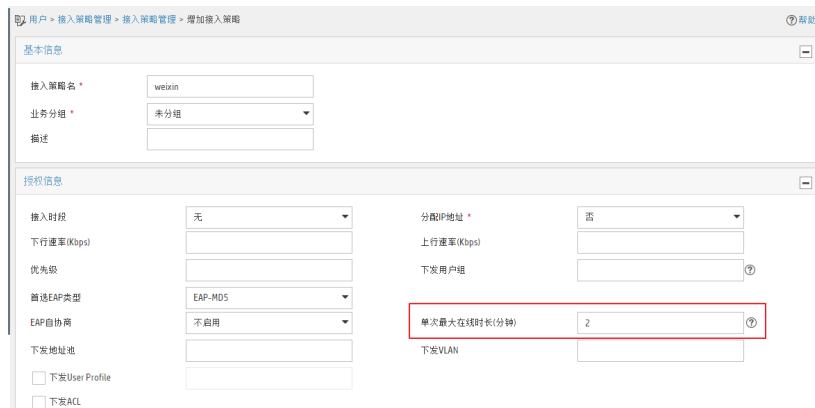 用户 > 接入策略管理 > 接入策略管理 > 增加接入策略
帮助
基本信息
接入策略名 * weixin
业务分组 * 未分组
描述
授权信息
接入时段 无 分配IP地址 * 否
下行速率(Kbps) 上行速率(Kbps)
优先级 下发用户组
首选EAP类型 EAP-MD5
EAP自协商 不启用 单次最大在线时长(分钟) 2
下发地址池 下发VLAN
下发User Profile
下发ACL